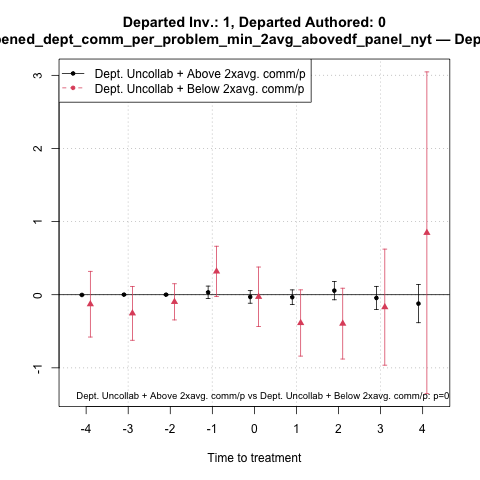 Departed Inv.: 1, Departed Authored: 0
pened_dept_comm_per_problem_min_2avg_abovedf_panel_nyt — Dep
Dept. Uncollab + Above 2xavg. comm/p
Dept. Uncollab + Below 2xavg. comm/p
3
2
1
0
-1
Dept. Uncollab + Above 2xavg. comm/p vs Dept. Uncollab + Below 2xavg. comm/p: p=0
-4 -3 -2 -1 0 1 2 3 4
Time to treatment